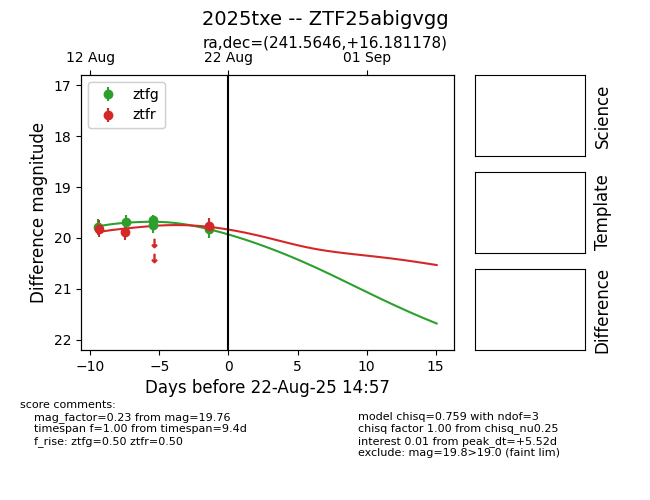 2025txe -- ZTF25abigvgg
ra,dec=(241.5646,+16.181178)
12 Aug 22 Aug 01 Sep
ztfg
ztfr
17
18
19
20
21
22
Difference magnitude
−10 −5 0 5 10 15
Days before 22-Aug-25 14:57
Science
Template
Difference
score comments:
mag_factor=0.23 from mag=19.76
timespan f=1.00 from timespan=9.4d
f_rise: ztfg=0.50 ztfr=0.50
model chisq=0.759 with ndof=3
chisq factor 1.00 from chisq_nu0.25
interest 0.01 from peak_dt=+5.52d
exclude: mag=19.8>19.0 (faint lim)